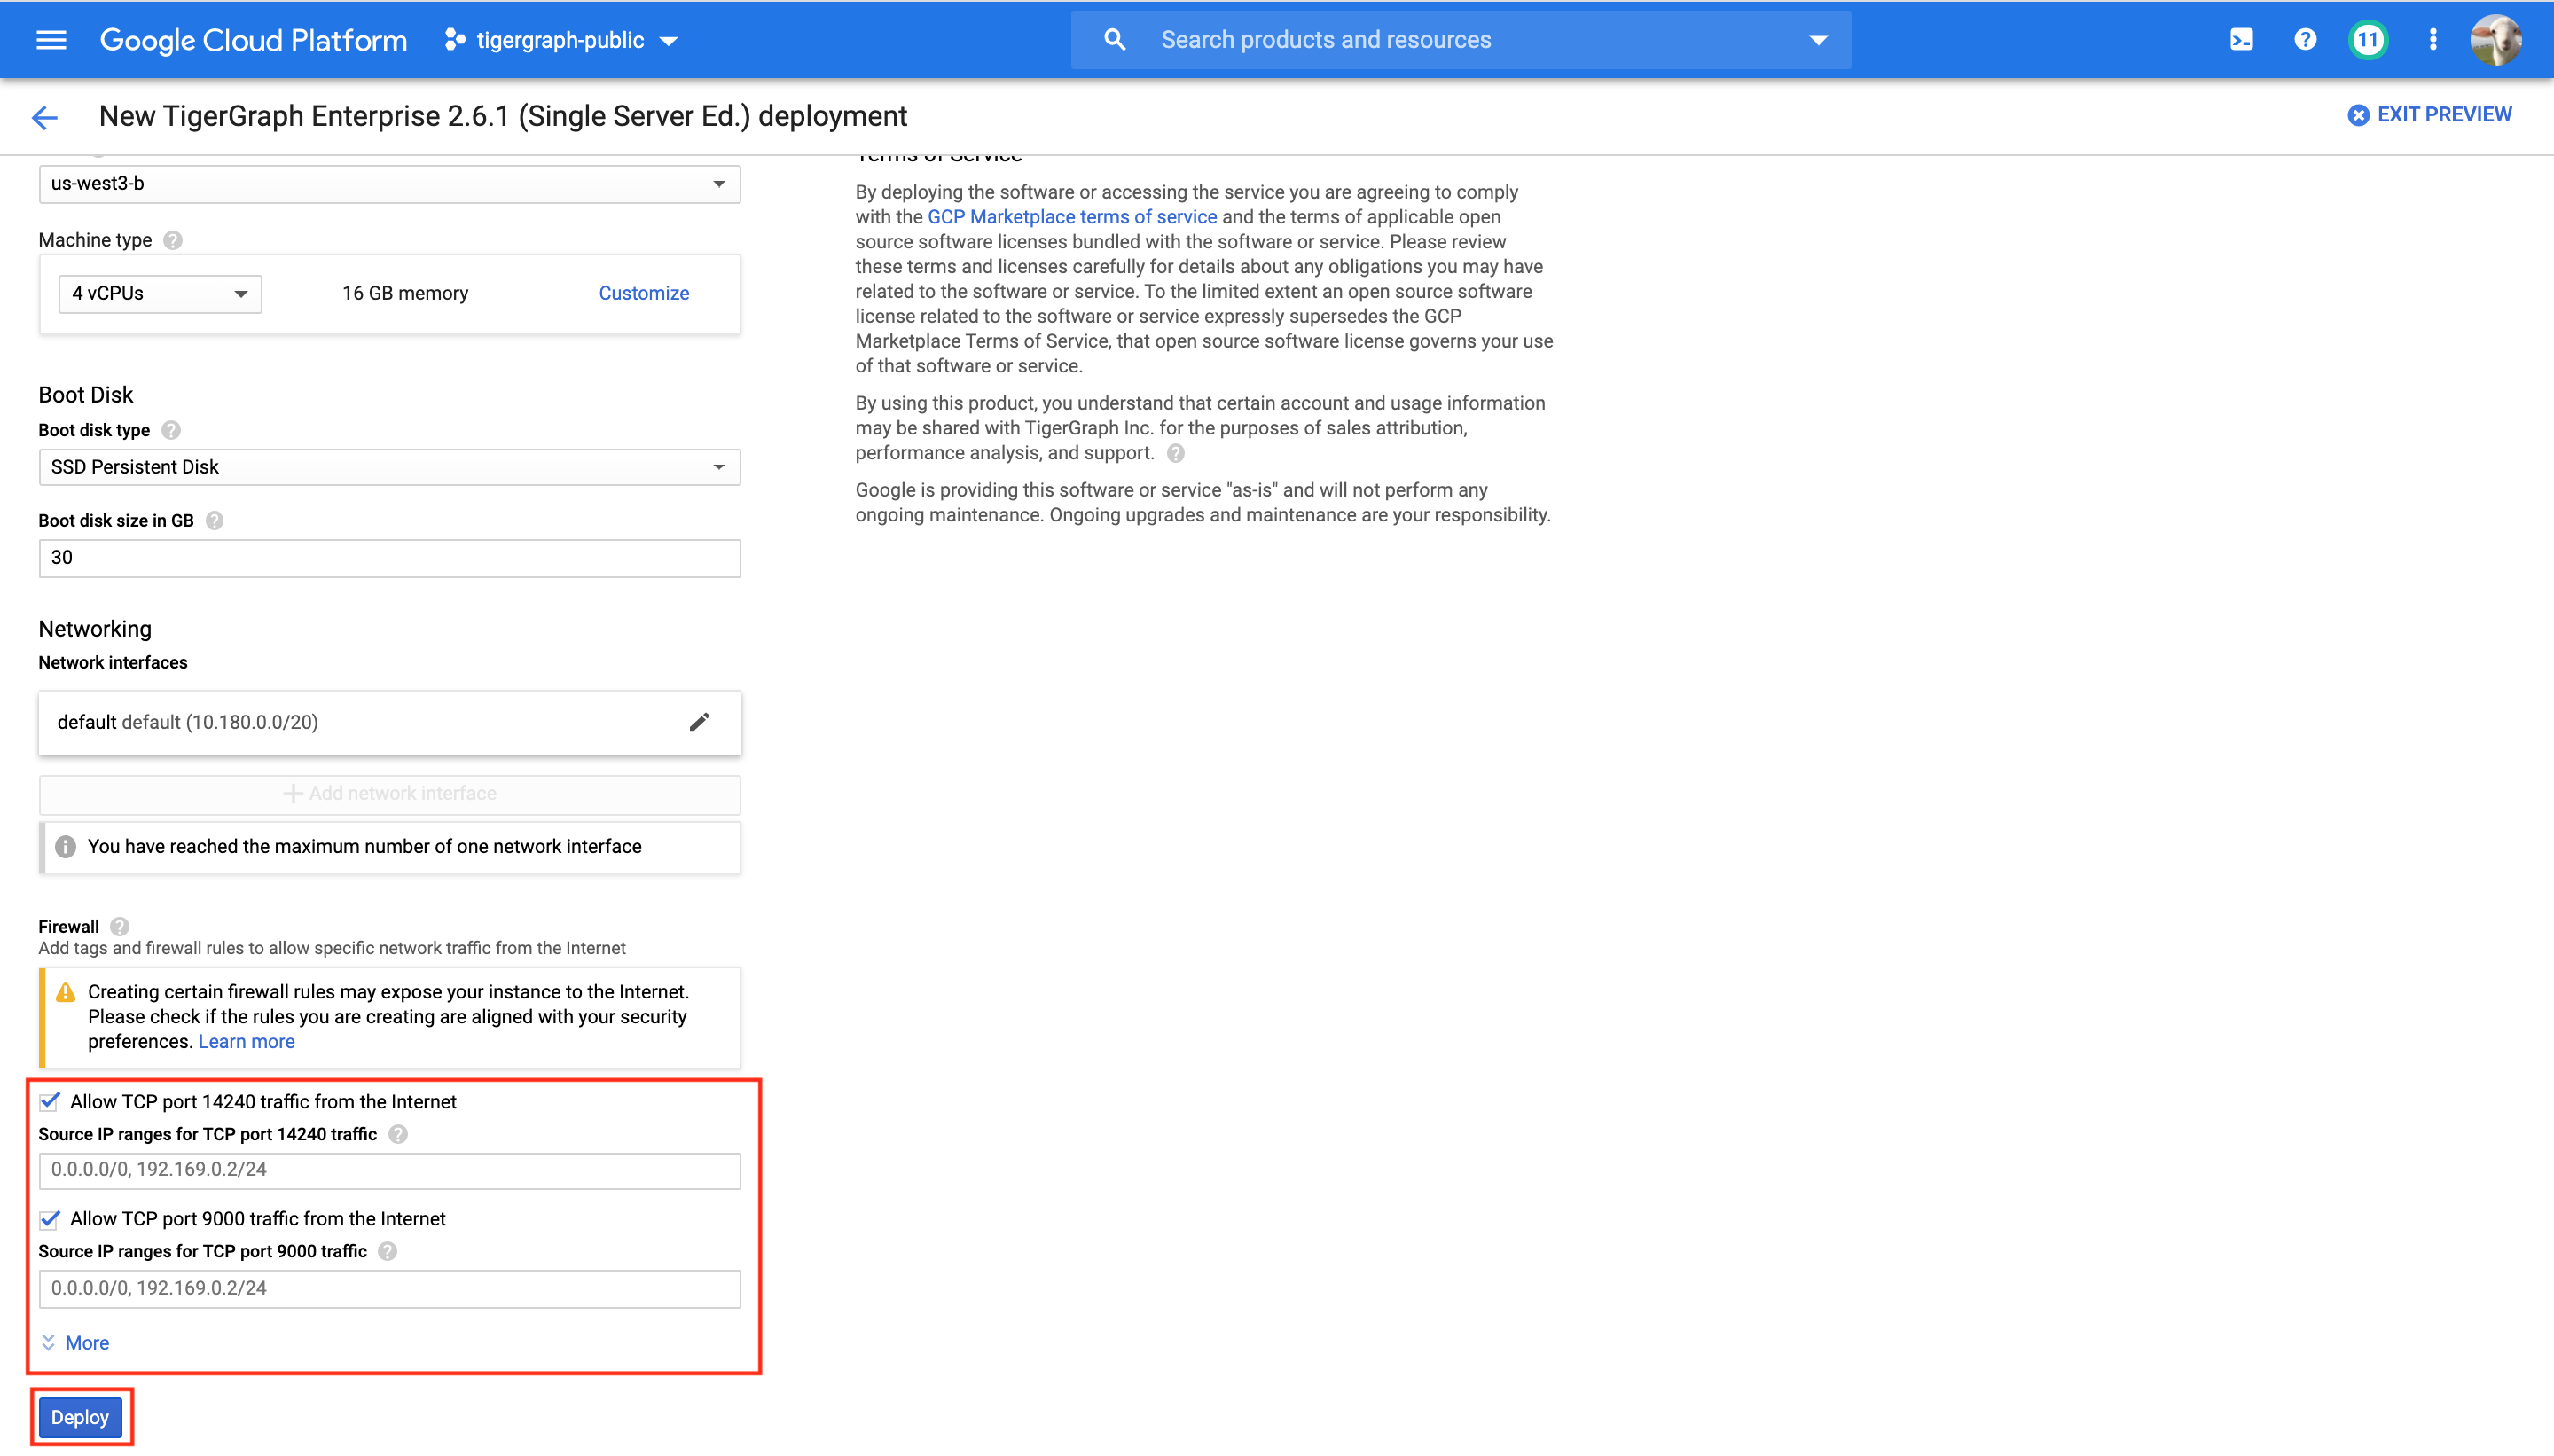 Google Cloud Platform
tigergraph-public
Search products and resources
11
New TigerGraph Enterprise 2.6.1 (Single Server Ed.) deployment
EXIT PREVIEW
us-west3-b
Machine type
4 vCPUs
16 GB memory
Customize
Boot Disk
Boot disk type
SSD Persistent Disk
Boot disk size in GB
30
Networking
Network interfaces
default default (10.180.0.0/20)
Add network interface
You have reached the maximum number of one network interface
Firewall
Add tags and firewall rules to allow specific network traffic from the Internet
Creating certain firewall rules may expose your instance to the Internet.
Please check if the rules you are creating are aligned with your security
preferences. Learn more
Allow TCP port 14240 traffic from the Internet
Source IP ranges for TCP port 14240 traffic
0.0.0.0/0, 192.169.0.2/24
Allow TCP port 9000 traffic from the Internet
Source IP ranges for TCP port 9000 traffic
0.0.0.0/0, 192.169.0.2/24
More
Deploy
Terms of Service
By deploying the software or accessing the service you are agreeing to comply
with the GCP Marketplace terms of service and the terms of applicable open
source software licenses bundled with the software or service. Please review
these terms and licenses carefully for details about any obligations you may have
related to the software or service. To the limited extent an open source software
license related to the software or service expressly supersedes the GCP
Marketplace Terms of Service, that open source software license governs your use
of that software or service.
By using this product, you understand that certain account and usage information
may be shared with TigerGraph Inc. for the purposes of sales attribution,
performance analysis, and support.
Google is providing this software or service "as-is" and will not perform any
ongoing maintenance. Ongoing upgrades and maintenance are your responsibility.